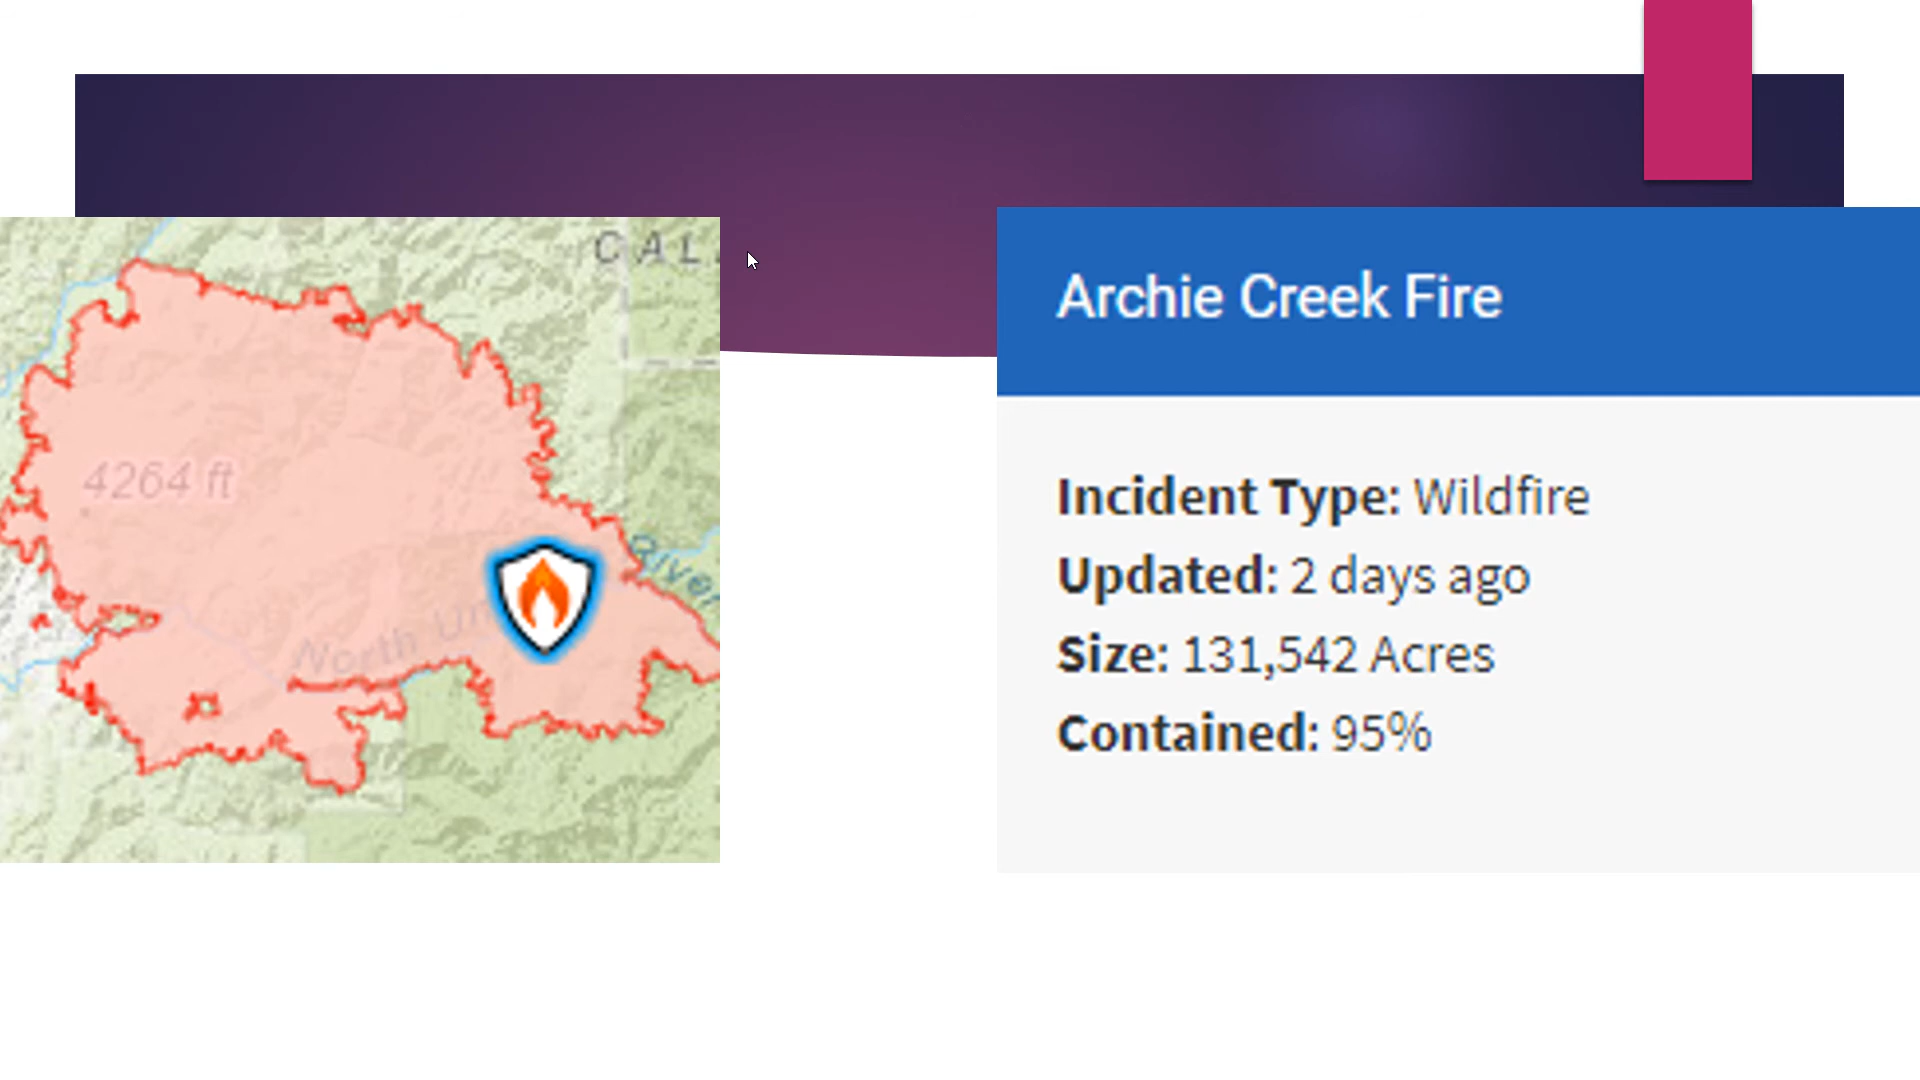 CAL
4264 ft
River
North Um
Archie Creek Fire
Incident Type: Wildfire
Updated: 2 days ago
Size: 131,542 Acres
Contained: 95%